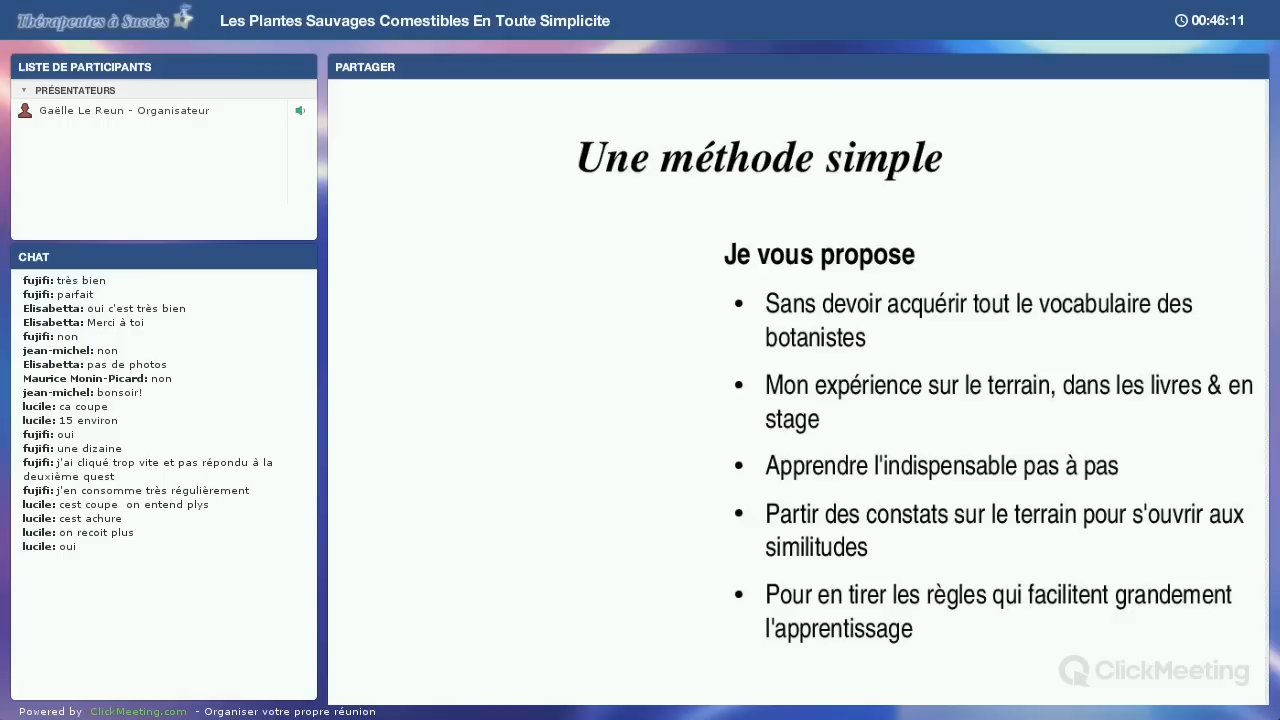 Thérapeutes à Succès
Les Plantes Sauvages Comestibles En Toute Simplicite
00:46:11
LISTE DE PARTICIPANTS
PRÉSENTATEURS
Gaëlle Le Reun - Organisateur
CHAT
fujifi: très bien
fujifi: parfait
Elisabetta: oui c'est très bien
Elisabetta: Merci à toi
fujifi: non
jean-michel: non
Elisabetta: pas de photos
Maurice Monin-Picard: non
jean-michel: bonsoir!
lucile: ca coupe
lucile: 15 environ
fujifi: oui
fujifi: une dizaine
fujifi: j'ai cliqué trop vite et pas répondu à la
deuxième quest
fujifi: j'en consomme très régulièrement
lucile: cest coupe on entend plys
lucile: cest achure
lucile: on recoit plus
lucile: oui
PARTAGER
Une méthode simple
Je vous propose
• Sans devoir acquérir tout le vocabulaire des
botanistes
• Mon expérience sur le terrain, dans les livres & en
stage
• Apprendre l'indispensable pas à pas
• Partir des constats sur le terrain pour s'ouvrir aux
similitudes
• Pour en tirer les règles qui facilitent grandement
l'apprentissage
ClickMeeting
Powered by ClickMeeting.com - Organiser votre propre réunion